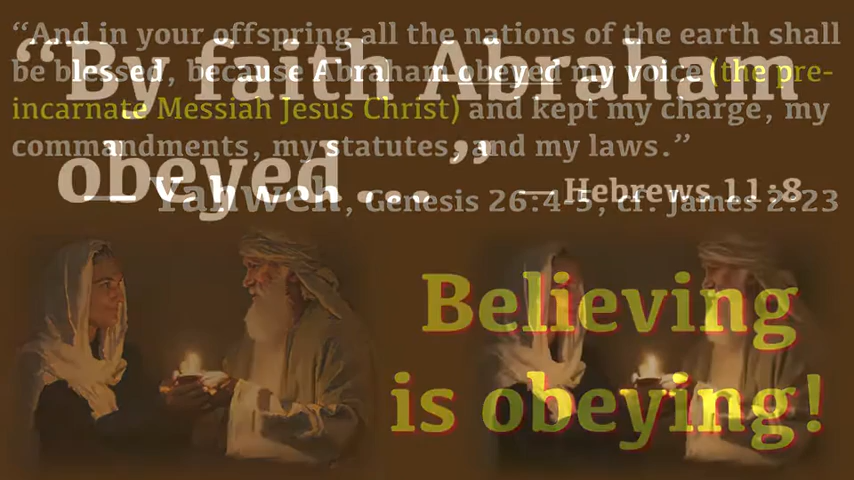 “And in your offspring all the nations of the earth shall
be blessed, because Abraham obeyed my voice (the pre-
incarnate Messiah Jesus Christ) and kept my charge, my
commandments, my statutes, and my laws.”
— Yahweh, Genesis 26:4-5, cf. James 2:23
“By faith Abraham
obeyed ... ”
— Hebrews 11:8
Believing
is obeying!